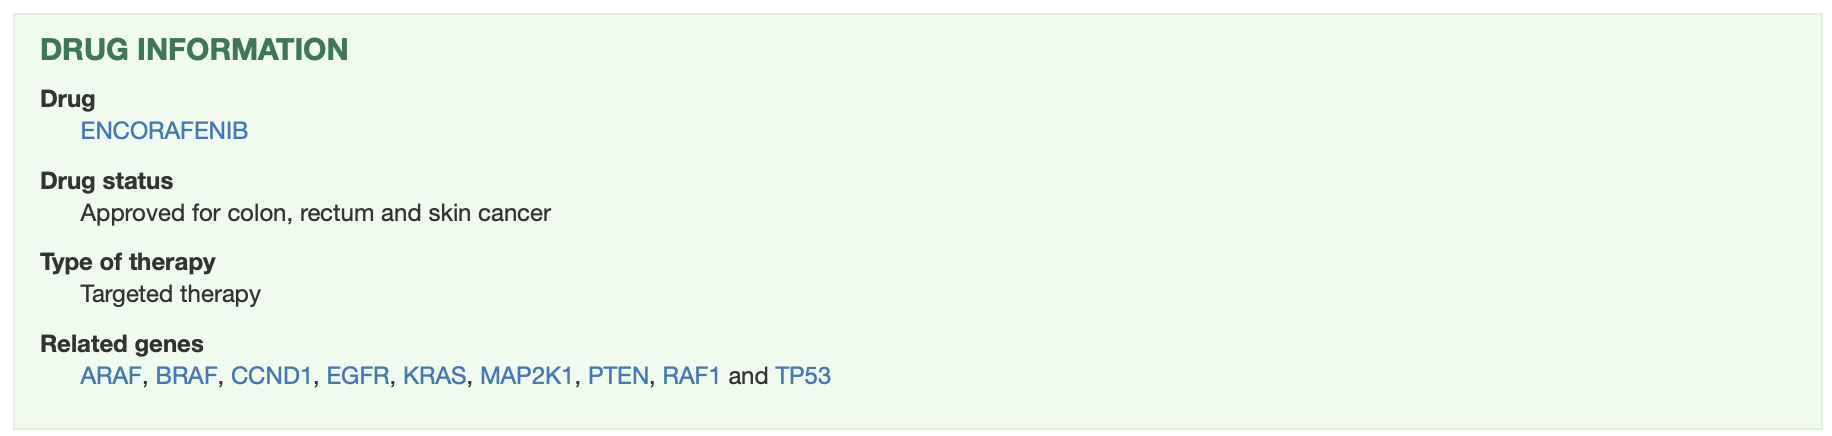 DRUG INFORMATION
Drug
ENCORAFENIB
Drug status
Approved for colon, rectum and skin cancer
Type of therapy
Targeted therapy
Related genes
ARAF, BRAF, CCND1, EGFR, KRAS, MAP2K1, PTEN, RAF1 and TP53